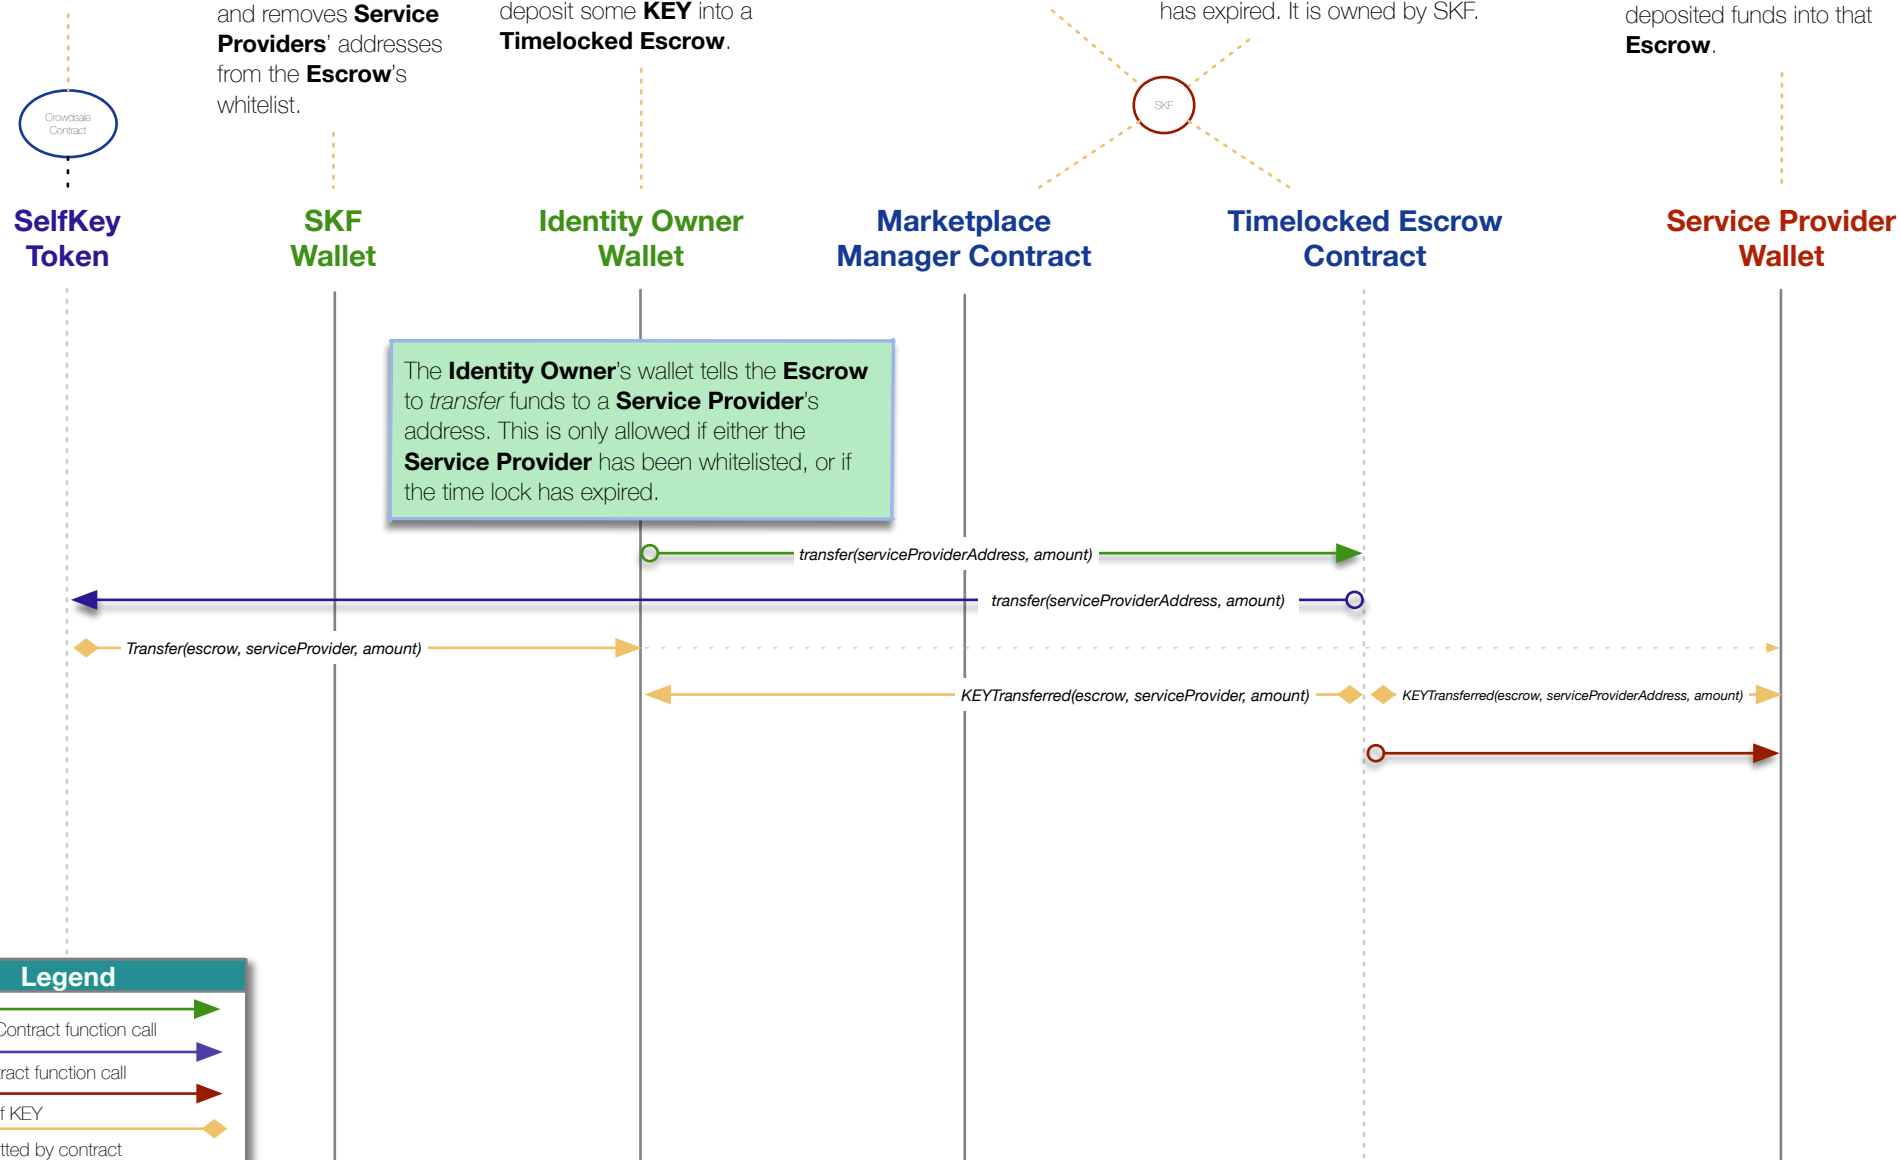 and removes Service
Providers’ addresses
from the Escrow’s
whitelist.
deposit some KEY into a
Timelocked Escrow.
has expired. It is owned by SKF.
deposited funds into that
Escrow.
Crowdsale
Contract
SKF
SelfKey
Token
SKF
Wallet
Identity Owner
Wallet
Marketplace
Manager Contract
Timelocked Escrow
Contract
Service Provider
Wallet
The Identity Owner’s wallet tells the Escrow
to transfer funds to a Service Provider’s
address. This is only allowed if either the
Service Provider has been whitelisted, or if
the time lock has expired.
transfer(serviceProviderAddress, amount)
transfer(serviceProviderAddress, amount)
Transfer(escrow, serviceProvider, amount)
KEYTransferred(escrow, serviceProvider, amount)
KEYTransferred(escrow, serviceProviderAddress, amount)
Legend
Contract function call
tract function call
f KEY
tted by contract